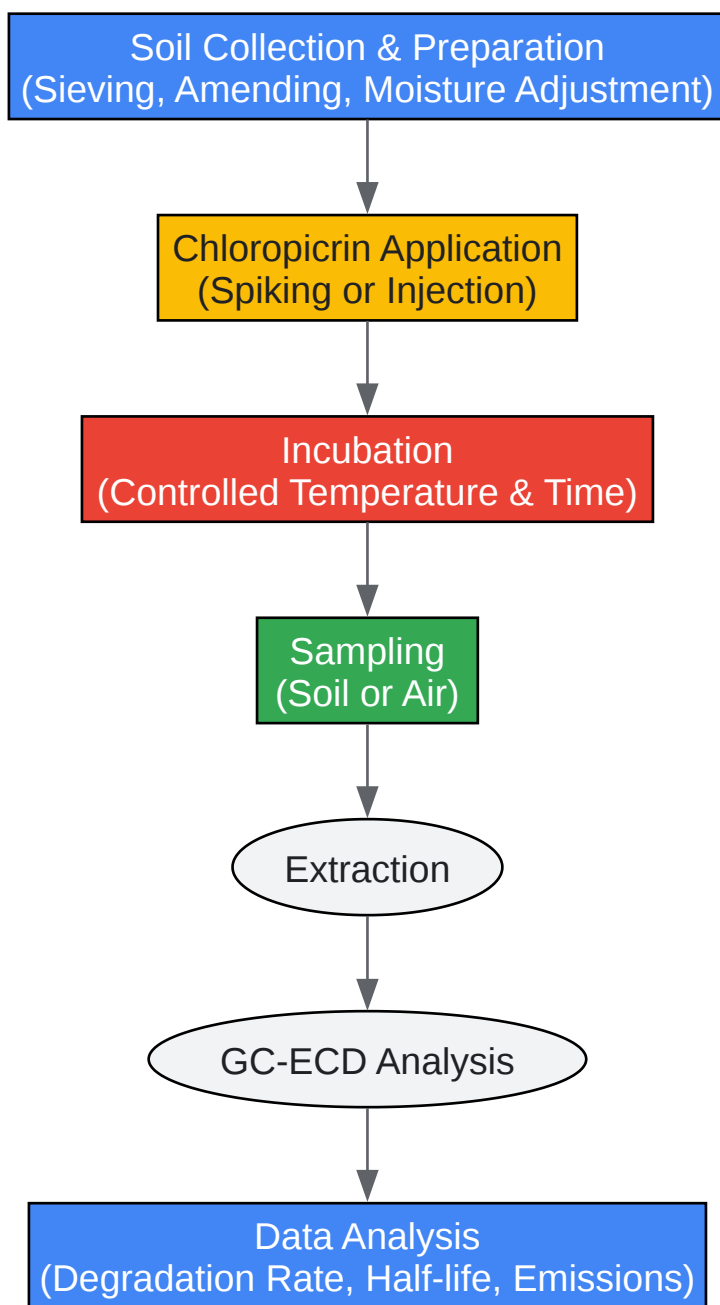 Soil Collection & Preparation
(Sieving, Amending, Moisture Adjustment)
Chloropicrin Application
(Spiking or Injection)
Incubation
(Controlled Temperature & Time)
Sampling
(Soil or Air)
Extraction
GC-ECD Analysis
Data Analysis
(Degradation Rate, Half-life, Emissions)